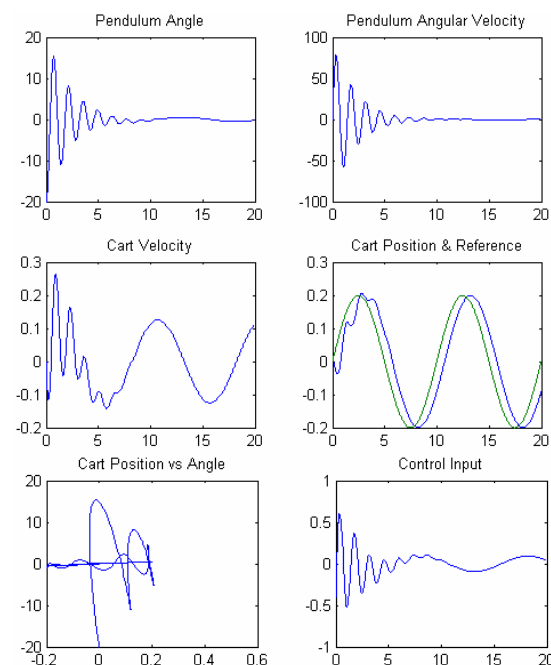 Pendulum Angle
20
10
0
-10
-20
0 5 10 15 20
Pendulum Angular Velocity
100
50
0
-50
-100
0 5 10 15 20
Cart Velocity
0.3
0.2
0.1
0
-0.1
-0.2
0 5 10 15 20
Cart Position & Reference
0.3
0.2
0.1
0
-0.1
-0.2
0 5 10 15 20
Cart Position vs Angle
20
10
0
-10
-20
-0.2 0 0.2 0.4 0.6
Control Input
1
0.5
0
-0.5
-1
0 5 10 15 20